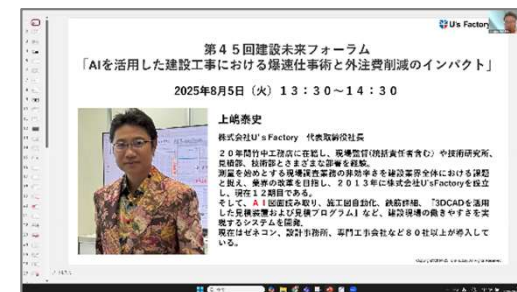 U's Factory
第４５回建設未来フォーラム
「AIを活用した建設工事における爆速仕事術と外注費削減のインパクト」
2025年8月5日（火）１３：３０～１４：３０
上嶋泰史
株式会社U's Factory　代表取締役社長
２０年間竹中工務店に在籍し、現場監督(統括責任者含む）や技術研究所、
見積部、技術部とさまざまな部署を経験。
測量を始めとする現場調査業務の非効率さを建設業界全体における課題
と捉え、業界の改革を目指し、２０１３年に株式会社U'sFactoryを設立
し、現在１２期目である。
そして、ＡＩ図面読み取り、施工図自動化、鉄筋詳細、『3DCADを活用
した見積装置および見積プログラム』など、建設現場の働きやすさを実
現するシステムを開発。
現在はゼネコン、設計事務所、専門工事会社など８０社以上が導入して
いる。